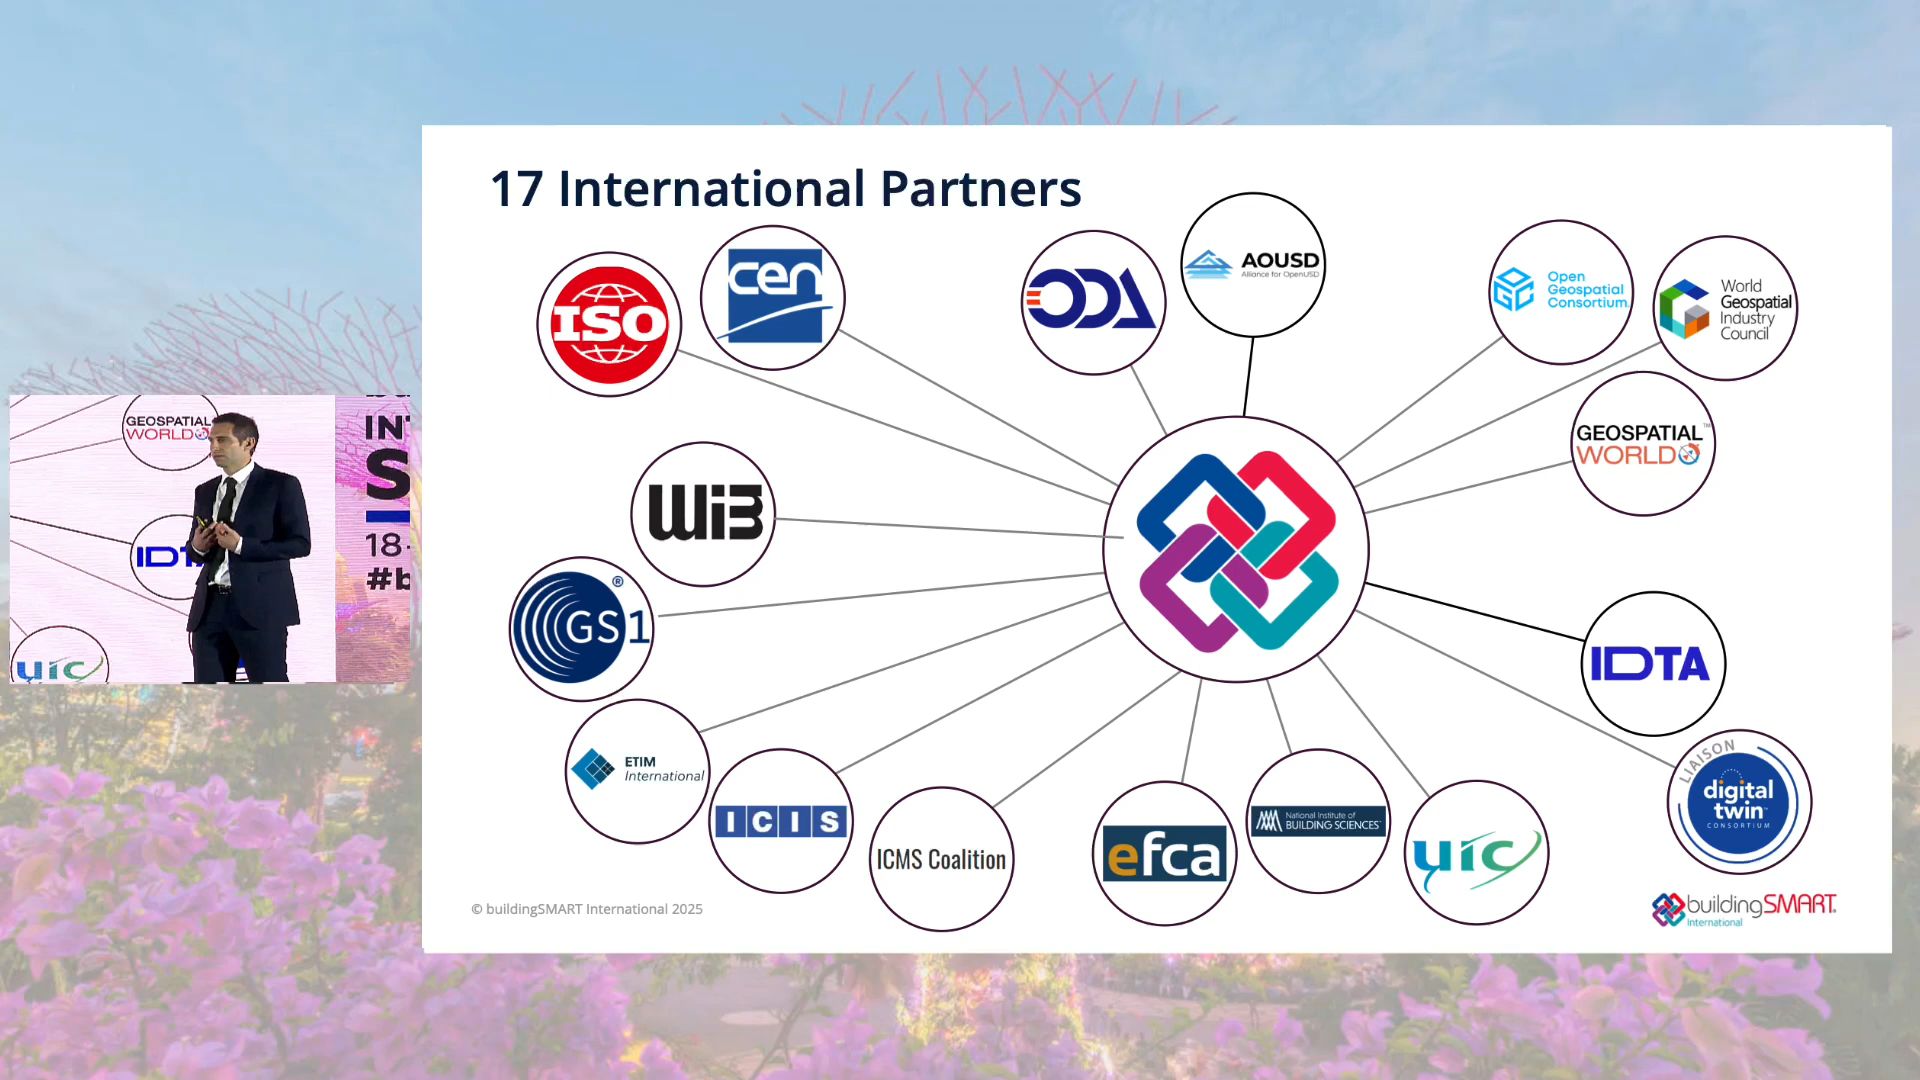 17 International Partners
ISO
cen
ODA
AOUSD
Alliance for OpenUSD
OGC
Open
Geospatial
Consortium
World
Geospatial
Industry
Council
GEOSPATIAL
WORLD
WiB
GS1
IDTA
ETIM
International
ICIS
ICMS Coalition
efca
National Institute of
BUILDING SCIENCES
uic
LIAISON
digital
twin
CONSORTIUM
© buildingSMART International 2025
buildingSMART
International
GEOSPATIAL
WORLD
IN
S
18-
#b
uic